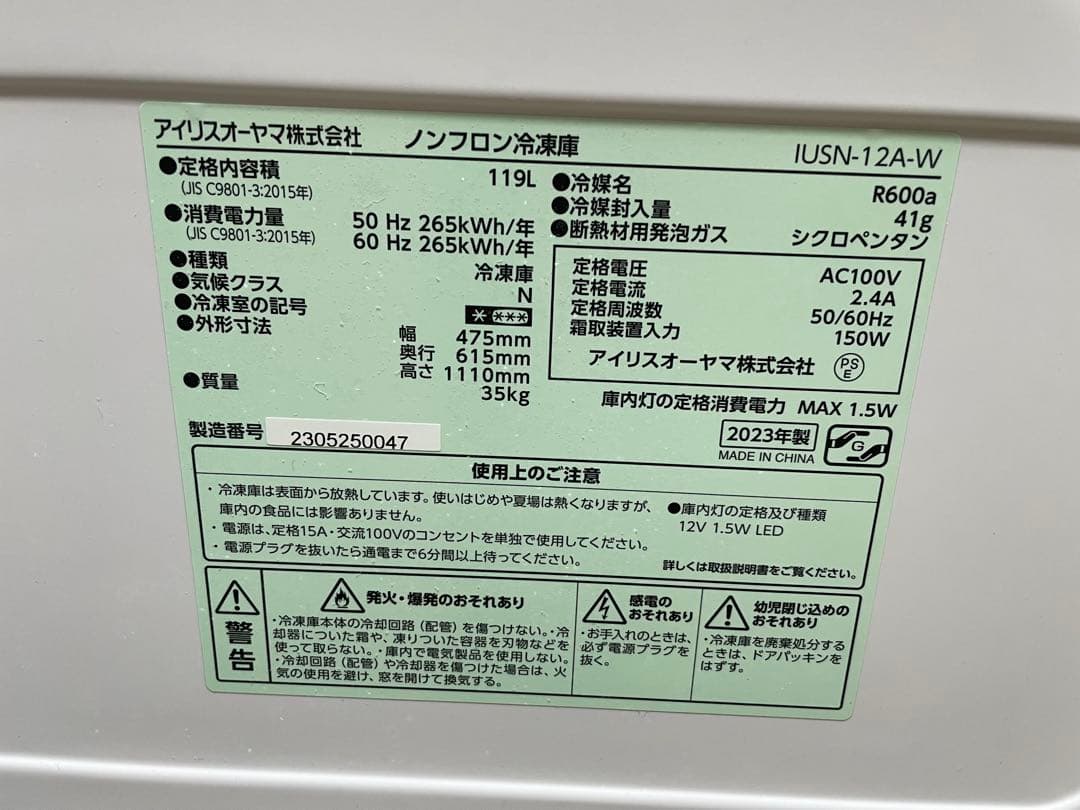 アイリスオーヤマ株式会社 ノンフロン冷凍庫 IUSN-12A-W
●定格内容積 119L
(JIS C9801-3:2015年)
●消費電力量 50 Hz 265kWh/年
(JIS C9801-3:2015年) 60 Hz 265kWh/年
●種類 冷凍庫
●気候クラス N
●冷凍室の記号
●外形寸法
幅 475mm
奥行 615mm
高さ 1110mm
●質量 35kg
製造番号 2305250047
●冷媒名 R600a
●冷媒封入量 41g
●断熱材用発泡ガス シクロペンタン
定格電圧 AC100V
定格電流 2.4A
定格周波数 50/60Hz
霜取装置入力 150W
アイリスオーヤマ株式会社 PSE
庫内灯の定格消費電力 MAX 1.5W
2023年製
MADE IN CHINA
G
使用上のご注意
・冷凍庫は表面から放熱しています。使いはじめや夏場は熱くなりますが、
庫内の食品には影響ありません。
・電源は、定格15A・交流100Vのコンセントを単独で使用してください。
・電源プラグを抜いたら通電まで6分間以上待ってください。
●庫内灯の定格及び種類
12V 1.5W LED
詳しくは取扱説明書をご覧ください。
警告
発火・爆発のおそれあり
・冷凍庫本体の冷却回路（配管）を傷つけない。・冷
却器についた霜や、凍りついた容器を刃物などを
使って取らない。・庫内で電気製品を使用しない。
・冷却回路（配管）や冷却器を傷つけた場合は、火
気の使用を避け、窓を開けて換気する。
感電の
おそれあり
・お手入れのときは、
必ず電源プラグを
抜く。
幼児閉じ込めの
おそれあり
・冷凍庫を廃棄処分する
ときは、ドアパッキンを
はずす。